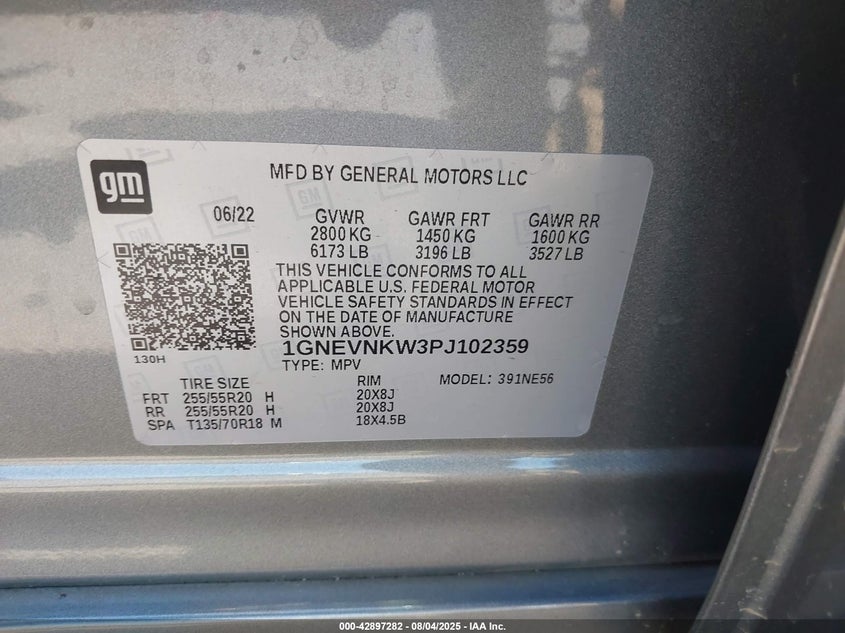 gm
MFD BY GENERAL MOTORS LLC
06/22
GVWR GAWR FRT GAWR RR
2800 KG 1450 KG 1600 KG
6173 LB 3196 LB 3527 LB
THIS VEHICLE CONFORMS TO ALL
APPLICABLE U.S. FEDERAL MOTOR
VEHICLE SAFETY STANDARDS IN EFFECT
ON THE DATE OF MANUFACTURE
SHOWN ABOVE.
1GNEVNKW3PJ102359
130H
TYPE: MPV
TIRE SIZE RIM MODEL: 391NE56
FRT 255/55R20 H 20X8J
RR 255/55R20 H 20X8J
SPA T135/70R18 M 18X4.5B
000-42897282 - 08/04/2025 - IAA Inc.